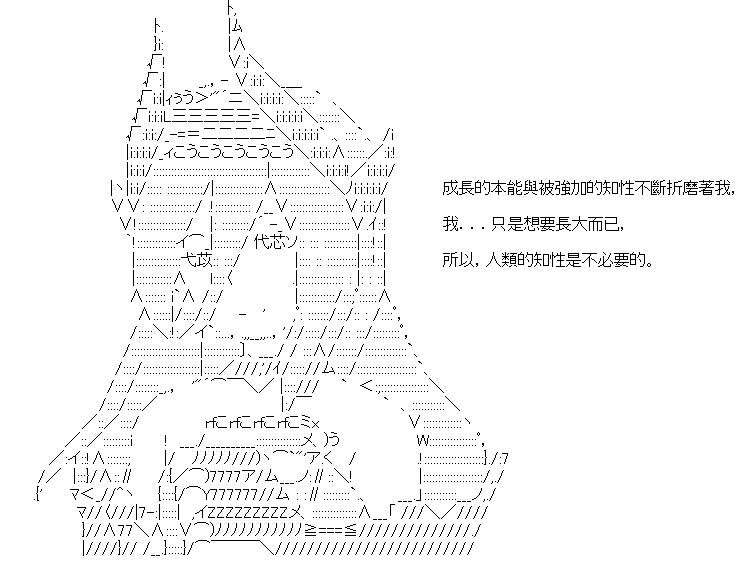 成長的本能與被強加的知性不斷折磨著我,
我...只是想要長大而已,
所以, 人類的知性是不必要的。